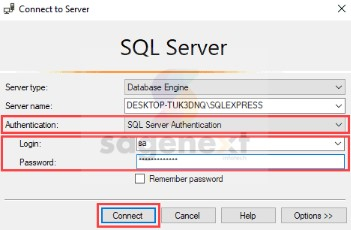 Connect to Server
SQL Server
Server type: Database Engine
Server name: DESKTOP-TUK3DNQ\SQLEXPRESS
Authentication: SQL Server Authentication
Login: sa
Password: *************
Remember password
sagenext
Connect Cancel Help Options >>